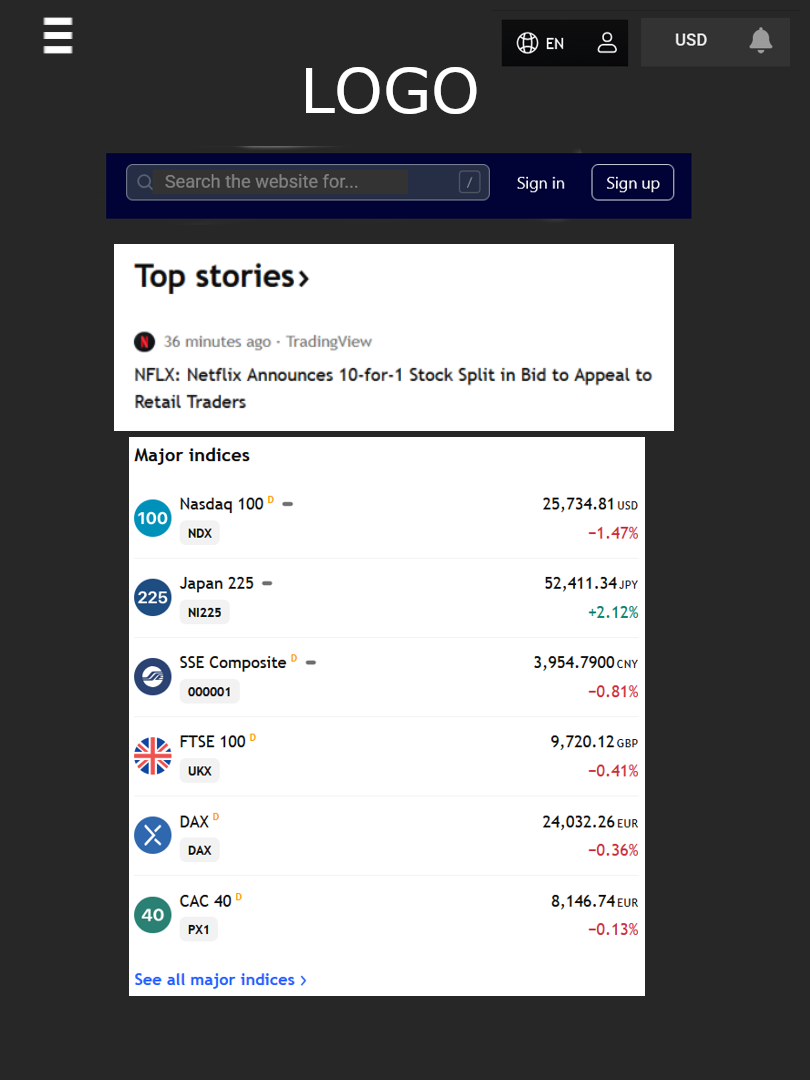 EN
USD
LOGO
Search the website for...
/
Sign in
Sign up
Top stories›
N
36 minutes ago · TradingView
NFLX: Netflix Announces 10-for-1 Stock Split in Bid to Appeal to
Retail Traders
Major indices
100
Nasdaq 100 D
25,734.81 USD
NDX
−1.47%
225
Japan 225
52,411.34 JPY
NI225
+2.12%
SSE Composite D
3,954.7900 CNY
000001
−0.81%
FTSE 100 D
9,720.12 GBP
UKX
−0.41%
DAX D
24,032.26 EUR
DAX
−0.36%
40
CAC 40 D
8,146.74 EUR
PX1
−0.13%
See all major indices ›